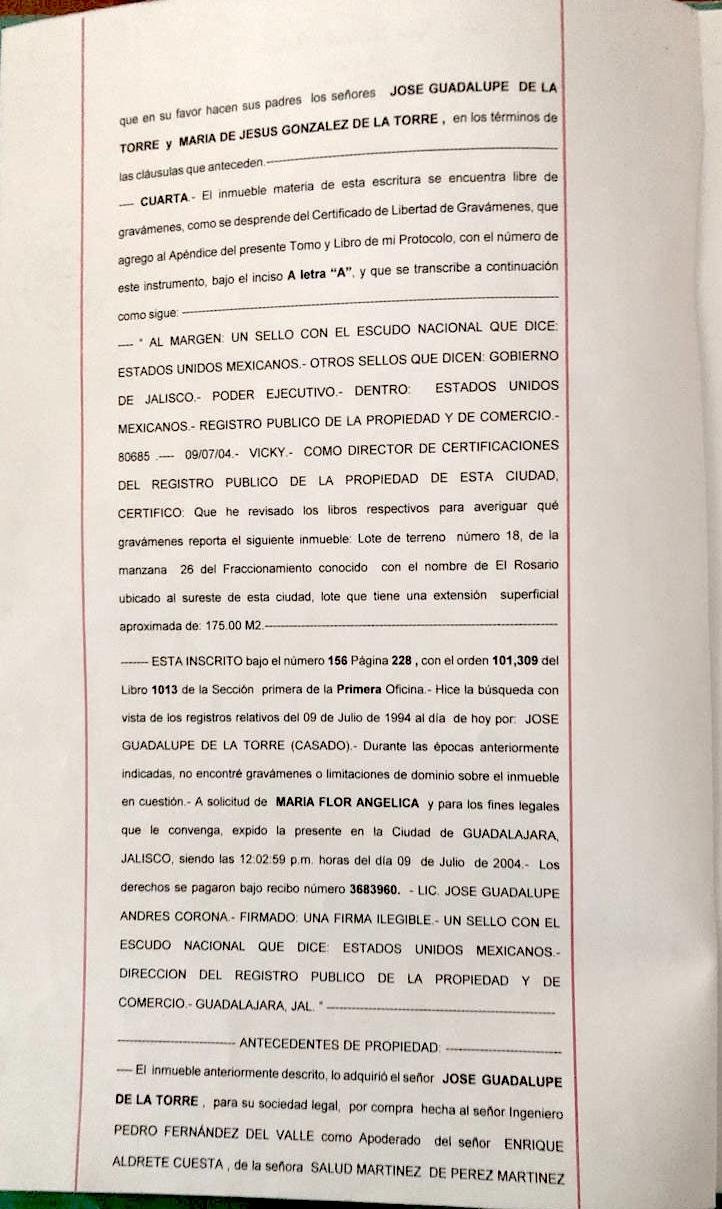 que en su favor hacen sus padres los señores JOSE GUADALUPE DE LA
TORRE y MARIA DE JESUS GONZALEZ DE LA TORRE , en los términos de
las cláusulas que anteceden.----------
---- CUARTA.- El inmueble materia de esta escritura se encuentra libre de
gravámenes, como se desprende del Certificado de Libertad de Gravámenes, que
agrego al Apéndice del presente Tomo y Libro de mi Protocolo, con el número de
este instrumento, bajo el inciso A letra “A”, y que se transcribe a continuación
como sigue: ----------
---- " AL MARGEN: UN SELLO CON EL ESCUDO NACIONAL QUE DICE:
ESTADOS UNIDOS MEXICANOS.- OTROS SELLOS QUE DICEN: GOBIERNO
DE JALISCO.- PODER EJECUTIVO.- DENTRO: ESTADOS UNIDOS
MEXICANOS.- REGISTRO PUBLICO DE LA PROPIEDAD Y DE COMERCIO.-
80685 .---- 09/07/04.- VICKY.- COMO DIRECTOR DE CERTIFICACIONES
DEL REGISTRO PUBLICO DE LA PROPIEDAD DE ESTA CIUDAD,
CERTIFICO: Que he revisado los libros respectivos para averiguar qué
gravámenes reporta el siguiente inmueble: Lote de terreno número 18, de la
manzana 26 del Fraccionamiento conocido con el nombre de El Rosario
ubicado al sureste de esta ciudad, lote que tiene una extensión superficial
aproximada de: 175.00 M2.----------
------ ESTA INSCRITO bajo el número 156 Página 228 , con el orden 101,309 del
Libro 1013 de la Sección primera de la Primera Oficina.- Hice la búsqueda con
vista de los registros relativos del 09 de Julio de 1994 al día de hoy por: JOSE
GUADALUPE DE LA TORRE (CASADO).- Durante las épocas anteriormente
indicadas, no encontré gravámenes o limitaciones de dominio sobre el inmueble
en cuestión.- A solicitud de MARIA FLOR ANGELICA y para los fines legales
que le convenga, expido la presente en la Ciudad de GUADALAJARA,
JALISCO, siendo las 12:02:59 p.m. horas del día 09 de Julio de 2004.- Los
derechos se pagaron bajo recibo número 3683960. - LIC. JOSE GUADALUPE
ANDRES CORONA.- FIRMADO: UNA FIRMA ILEGIBLE.- UN SELLO CON EL
ESCUDO NACIONAL QUE DICE: ESTADOS UNIDOS MEXICANOS.-
DIRECCION DEL REGISTRO PUBLICO DE LA PROPIEDAD Y DE
COMERCIO.- GUADALAJARA, JAL. " ----------
---------- ANTECEDENTES DE PROPIEDAD: ----------
---- El inmueble anteriormente descrito, lo adquirió el señor JOSE GUADALUPE
DE LA TORRE , para su sociedad legal, por compra hecha al señor Ingeniero
PEDRO FERNÁNDEZ DEL VALLE como Apoderado del señor ENRIQUE
ALDRETE CUESTA , de la señora SALUD MARTINEZ DE PEREZ MARTINEZ